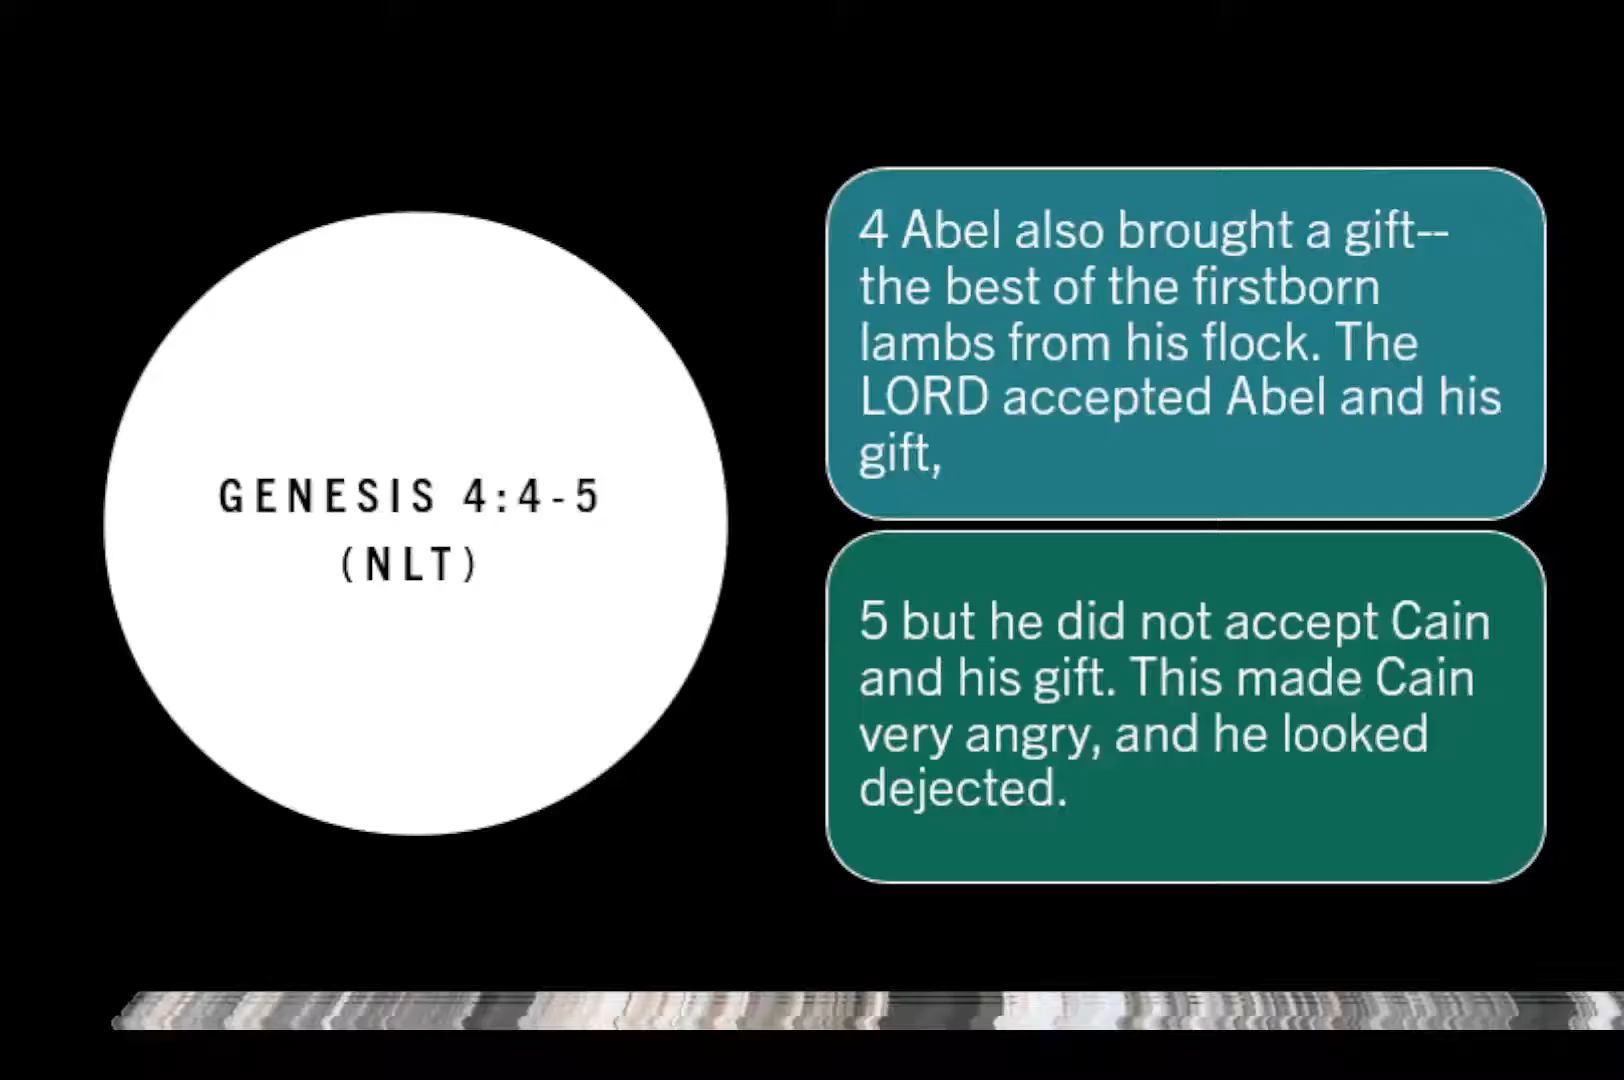 GENESIS 4:4-5
(NLT)
4 Abel also brought a gift--
the best of the firstborn
lambs from his flock. The
LORD accepted Abel and his
gift,
5 but he did not accept Cain
and his gift. This made Cain
very angry, and he looked
dejected.